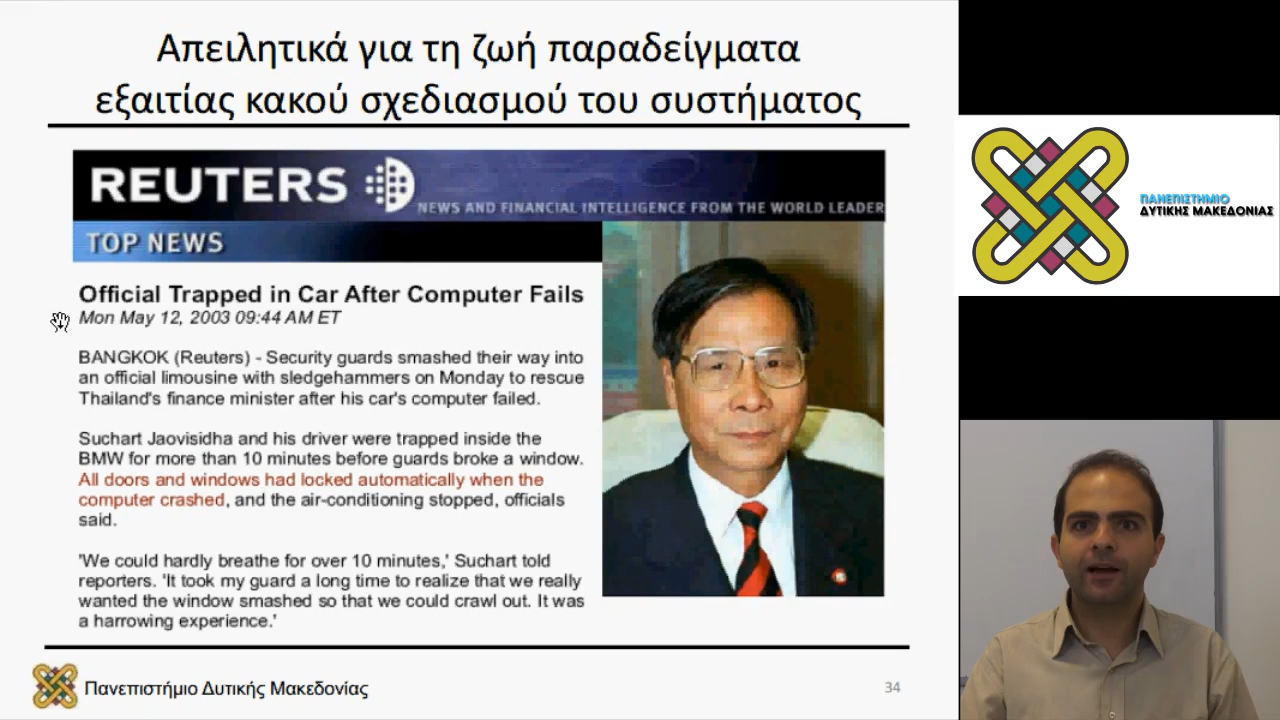 Απειλητικά για τη ζωή παραδείγματα
εξαιτίας κακού σχεδιασμού του συστήματος
REUTERS
NEWS AND FINANCIAL INTELLIGENCE FROM THE WORLD LEADER
TOP NEWS
Official Trapped in Car After Computer Fails
Mon May 12, 2003 09:44 AM ET
BANGKOK (Reuters) - Security guards smashed their way into
an official limousine with sledgehammers on Monday to rescue
Thailand's finance minister after his car's computer failed.
Suchart Jaovisidha and his driver were trapped inside the
BMW for more than 10 minutes before guards broke a window.
All doors and windows had locked automatically when the
computer crashed, and the air-conditioning stopped, officials
said.
'We could hardly breathe for over 10 minutes,' Suchart told
reporters. 'It took my guard a long time to realize that we really
wanted the window smashed so that we could crawl out. It was
a harrowing experience.'
Πανεπιστήμιο Δυτικής Μακεδονίας
34
ΠΑΝΕΠΙΣΤΗΜΙΟ
ΔΥΤΙΚΗΣ ΜΑΚΕΔΟΝΙΑΣ